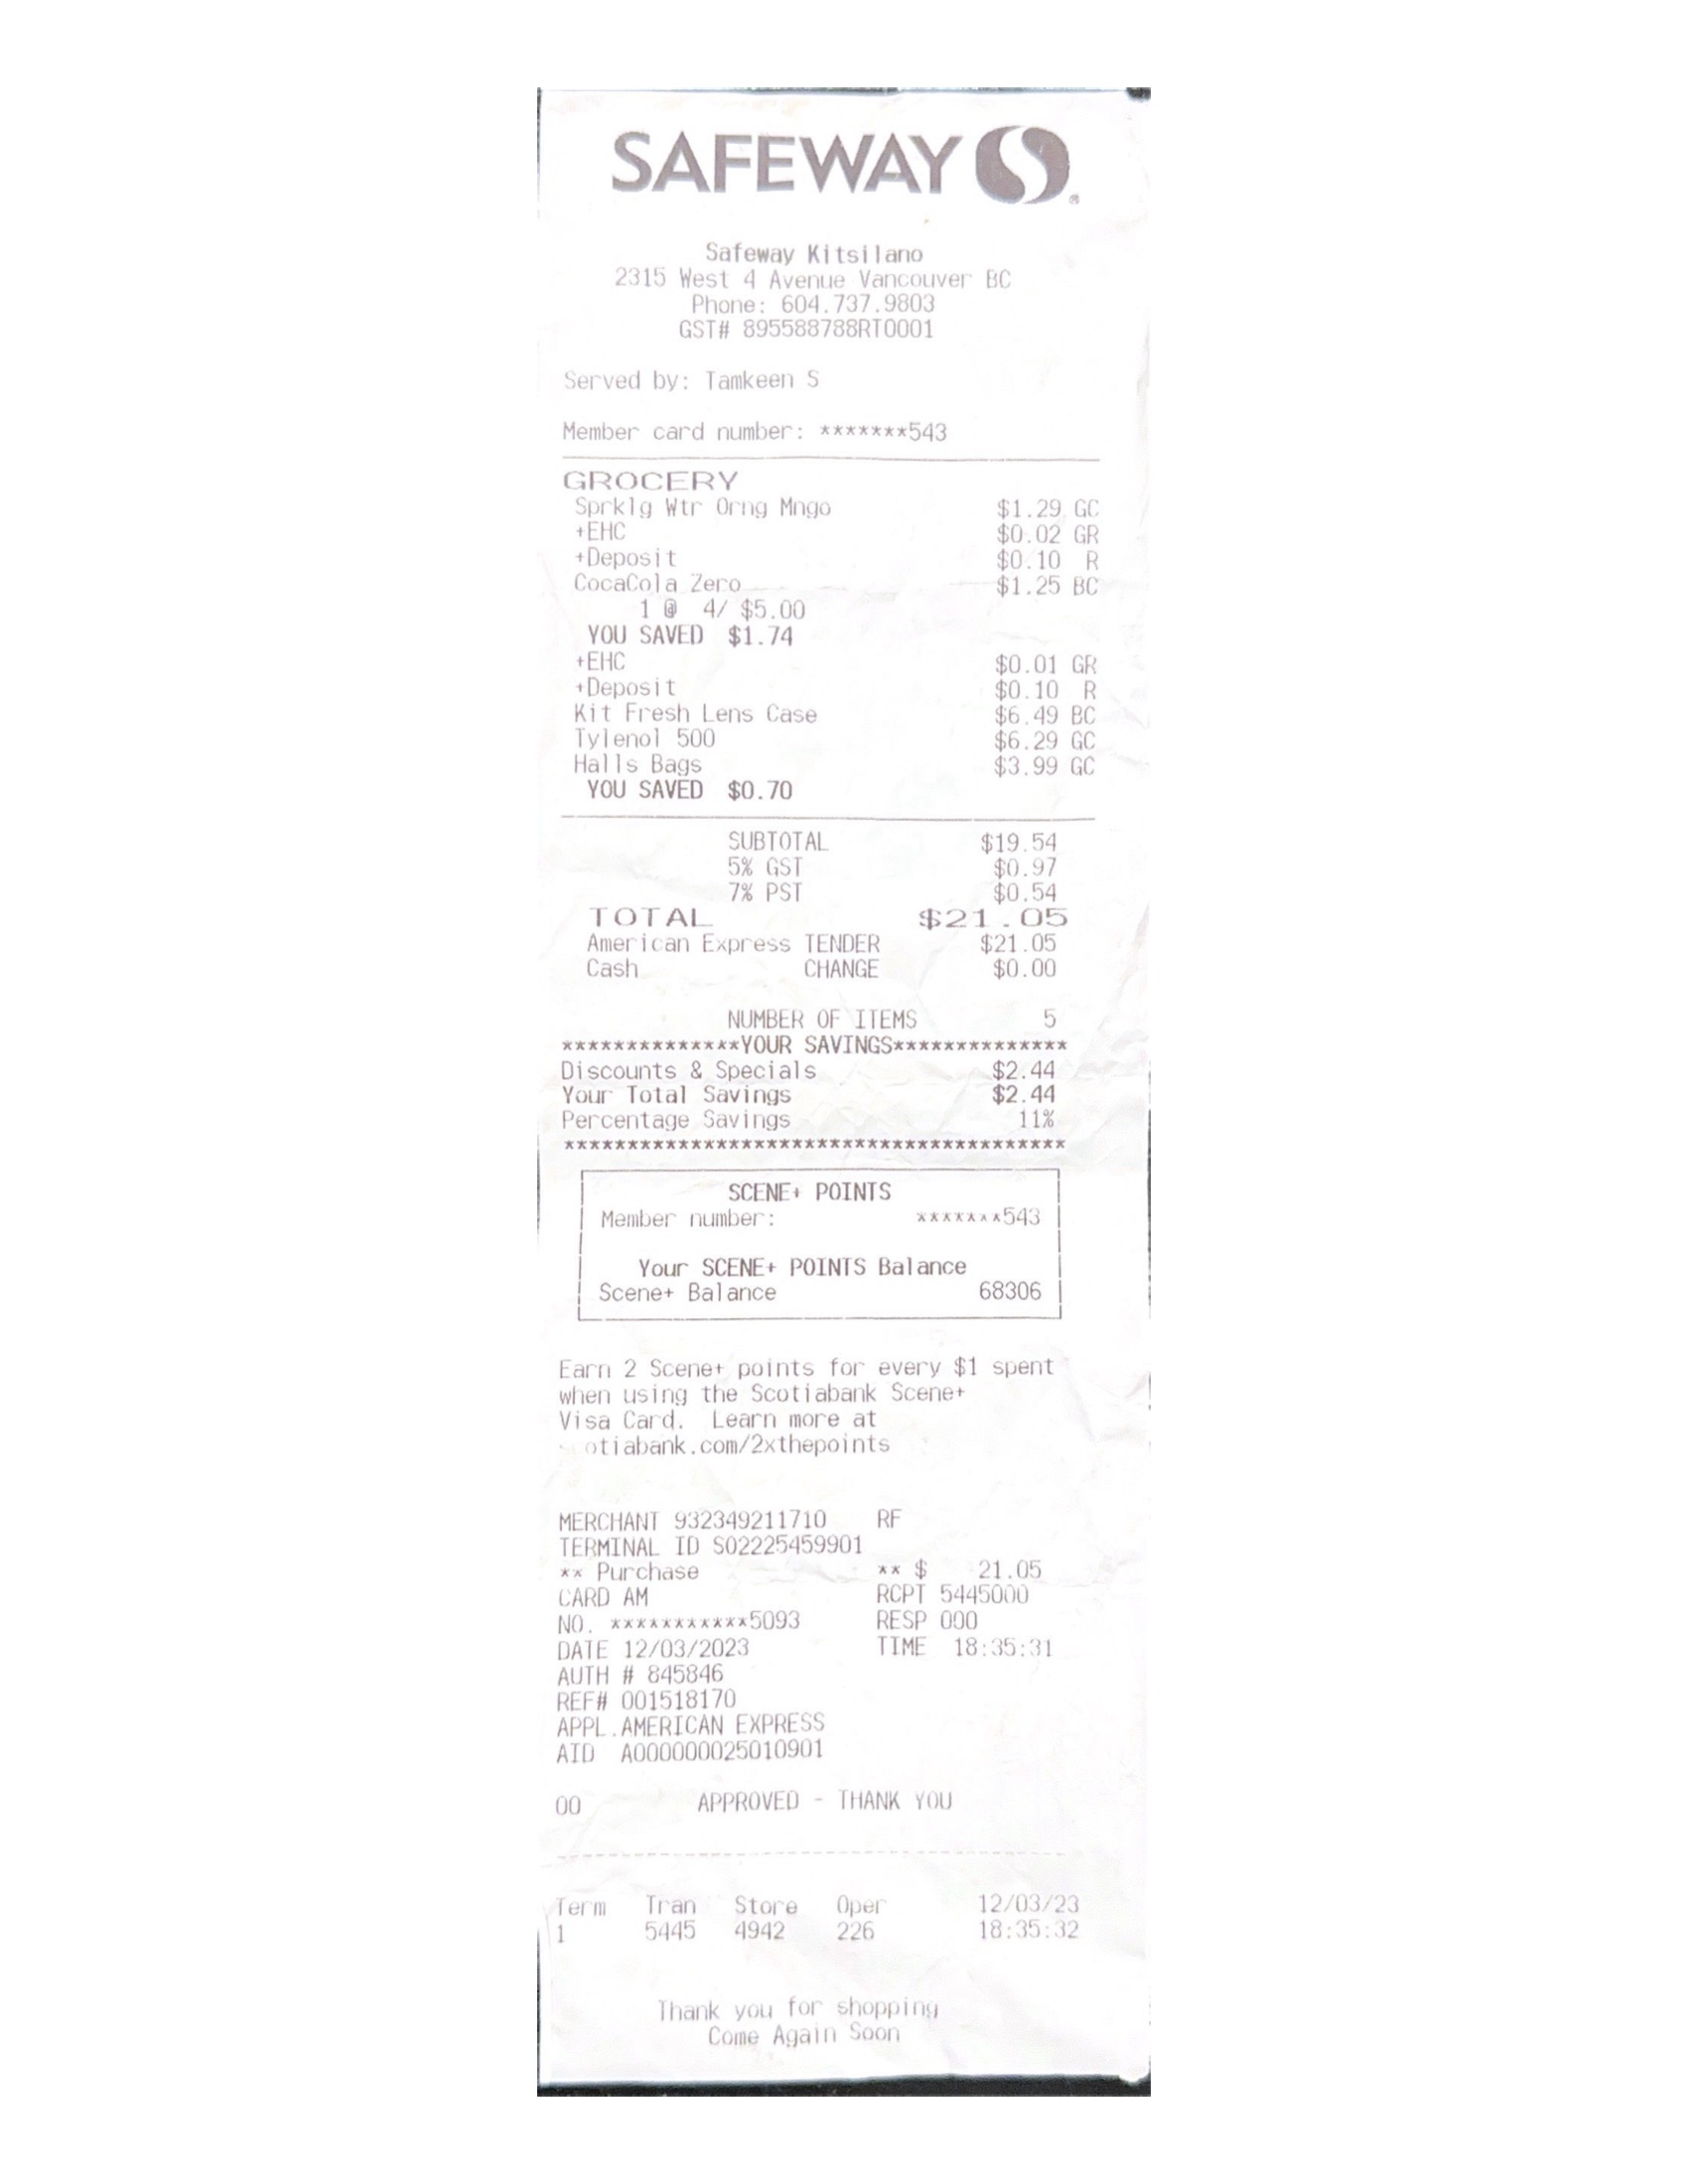 SAFEWAY
Safeway Kitsilano
2315 West 4 Avenue Vancouver BC
Phone: 604.737.9803
GST# 895588788RT0001
Served by: Tamkeen S
Member card number: *******543
GROCERY
Sprklg Wtr Orng Mngo $1.29 GC
+EHC $0.02 GR
+Deposit $0.10 R
CocaCola Zero $1.25 BC
1 @ 4/ $5.00
YOU SAVED $1.74
+EHC $0.01 GR
+Deposit $0.10 R
Kit Fresh Lens Case $6.49 BC
Tylenol 500 $6.29 GC
Halls Bags $3.99 GC
YOU SAVED $0.70
SUBTOTAL $19.54
5% GST $0.97
7% PST $0.54
TOTAL $21.05
American Express TENDER $21.05
Cash CHANGE $0.00
NUMBER OF ITEMS 5
**************YOUR SAVINGS**************
Discounts & Specials $2.44
Your Total Savings $2.44
Percentage Savings 11%
****************************************
SCENE+ POINTS
Member number: *******543
Your SCENE+ POINTS Balance
Scene+ Balance 68306
Earn 2 Scene+ points for every $1 spent
when using the Scotiabank Scene+
Visa Card. Learn more at
otiabank.com/2xthepoints
MERCHANT 932349211710 RF
TERMINAL ID S02225459901
** Purchase ** $ 21.05
CARD AM RCPT 5445000
NO. ***********5093 RESP 000
DATE 12/03/2023 TIME 18:35:31
AUTH # 845846
REF# 001518170
APPL.AMERICAN EXPRESS
AID A000000025010901
00 APPROVED - THANK YOU
Term Tran Store Oper 12/03/23
1 5445 4942 226 18:35:32
Thank you for shopping
Come Again Soon